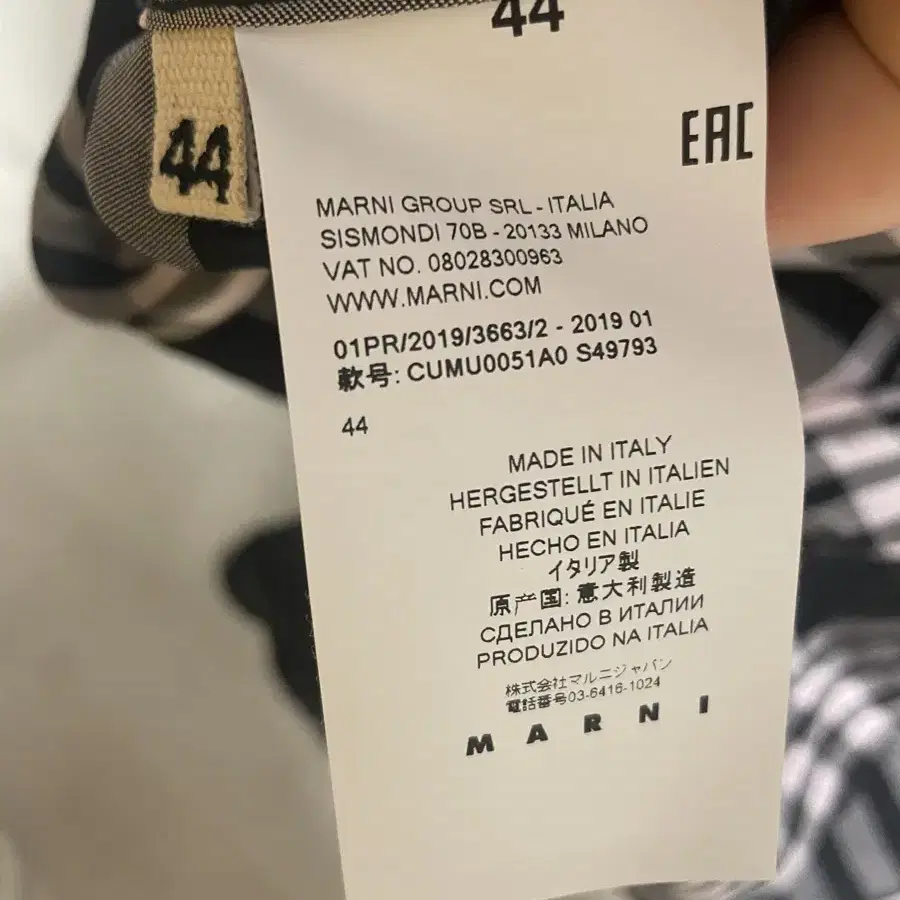 44
44
EAC
MARNI GROUP SRL - ITALIA
SISMONDI 70B - 20133 MILANO
VAT NO. 08028300963
WWW.MARNI.COM
01PR/2019/3663/2 - 2019 01
款号: CUMU0051A0 S49793
44
MADE IN ITALY
HERGESTELLT IN ITALIEN
FABRIQUÉ EN ITALIE
HECHO EN ITALIA
イタリア製
原产国: 意大利製造
СДЕЛАНО В ИТАЛИИ
PRODUZIDO NA ITALIA
株式会社マルニジャパン
電話番号03-6416-1024
MARNI